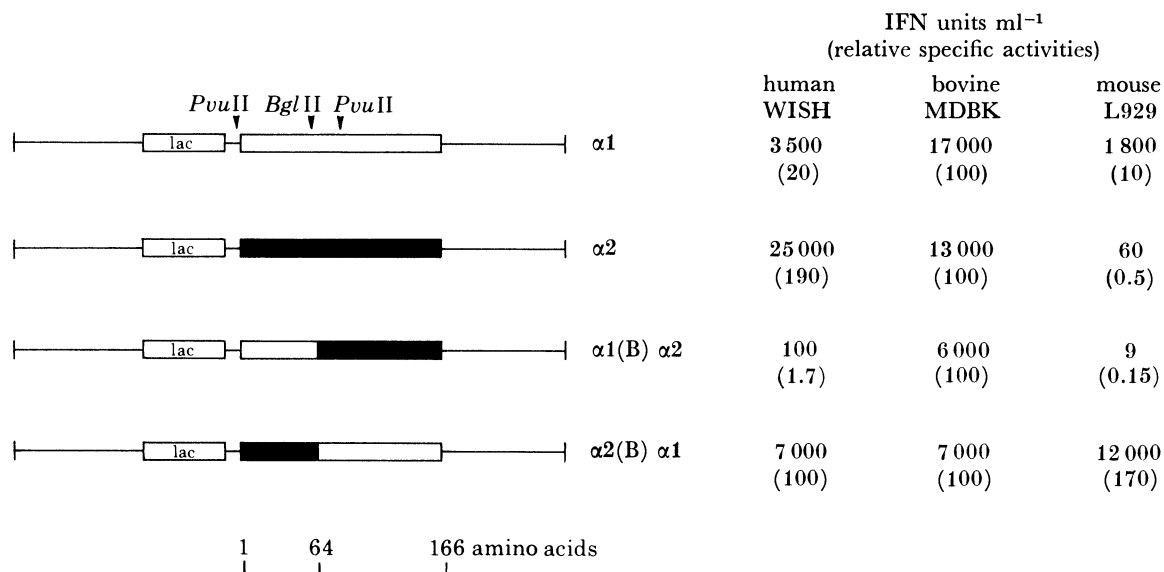 IFN units ml⁻¹
(relative specific activities)
human bovine mouse
PvuII BglII PvuII WISH MDBK L929
lac α1 3 500 17 000 1 800
(20) (100) (10)
lac α2 25 000 13 000 60
(190) (100) (0.5)
lac α1(B) α2 100 6 000 9
(1.7) (100) (0.15)
lac α2(B) α1 7 000 7 000 12 000
(100) (100) (170)
1 64 166 amino acids